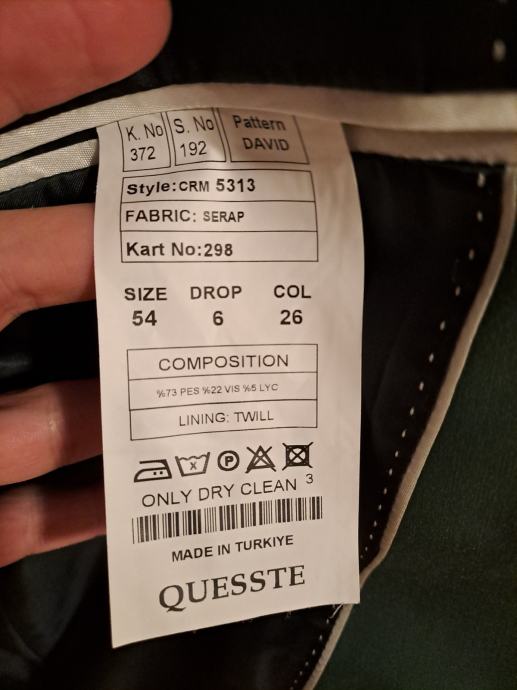 K. No S. No Pattern
372 192 DAVID
Style:CRM 5313
FABRIC: SERAP
Kart No:298
SIZE DROP COL
54 6 26
COMPOSITION
%73 PES %22 VIS %5 LYC
LINING: TWILL
ONLY DRY CLEAN 3
MADE IN TURKIYE
QUESSTE